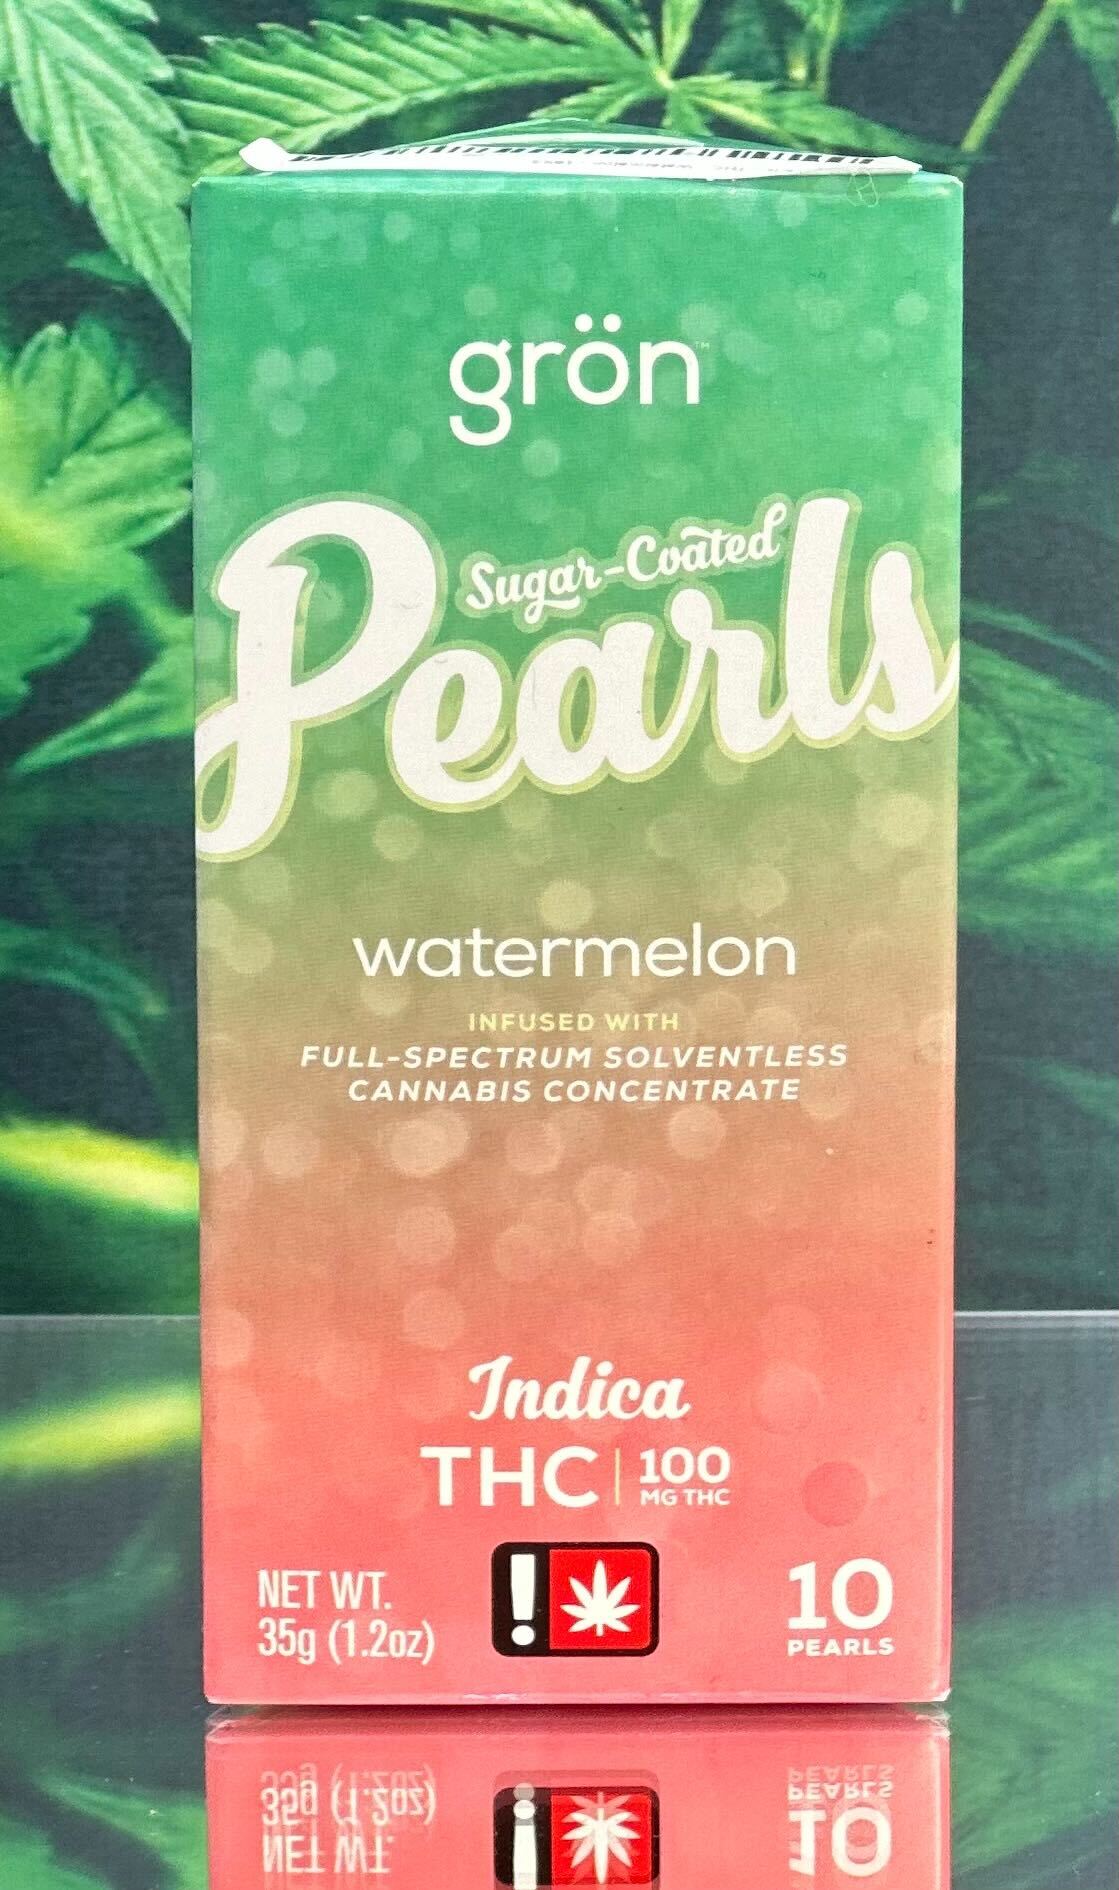 grön™
Sugar-Coated
Pearls
watermelon
INFUSED WITH
FULL-SPECTRUM SOLVENTLESS
CANNABIS CONCENTRATE
Indica
THC | 100
MG THC
!
NET WT.
35g (1.2oz)
10
PEARLS